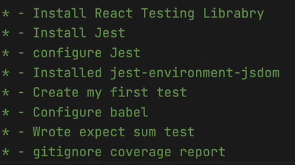 * - Install React Testing Librabry
* - Install Jest
* - configure Jest
* - Installed jest-environment-jsdom
* - Create my first test
* - Configure babel
* - Wrote expect sum test
* - gitignore coverage report